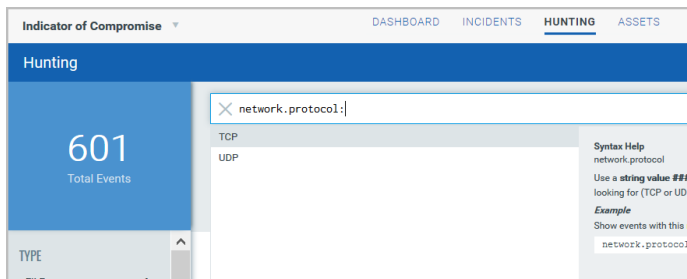 Indicator of Compromise
DASHBOARD INCIDENTS HUNTING ASSETS
Hunting
601
Total Events
network.protocol:
TCP
UDP
Syntax Help
network.protocol
Use a string value ###
looking for (TCP or UD
Example
Show events with this
network.protocol
TYPE